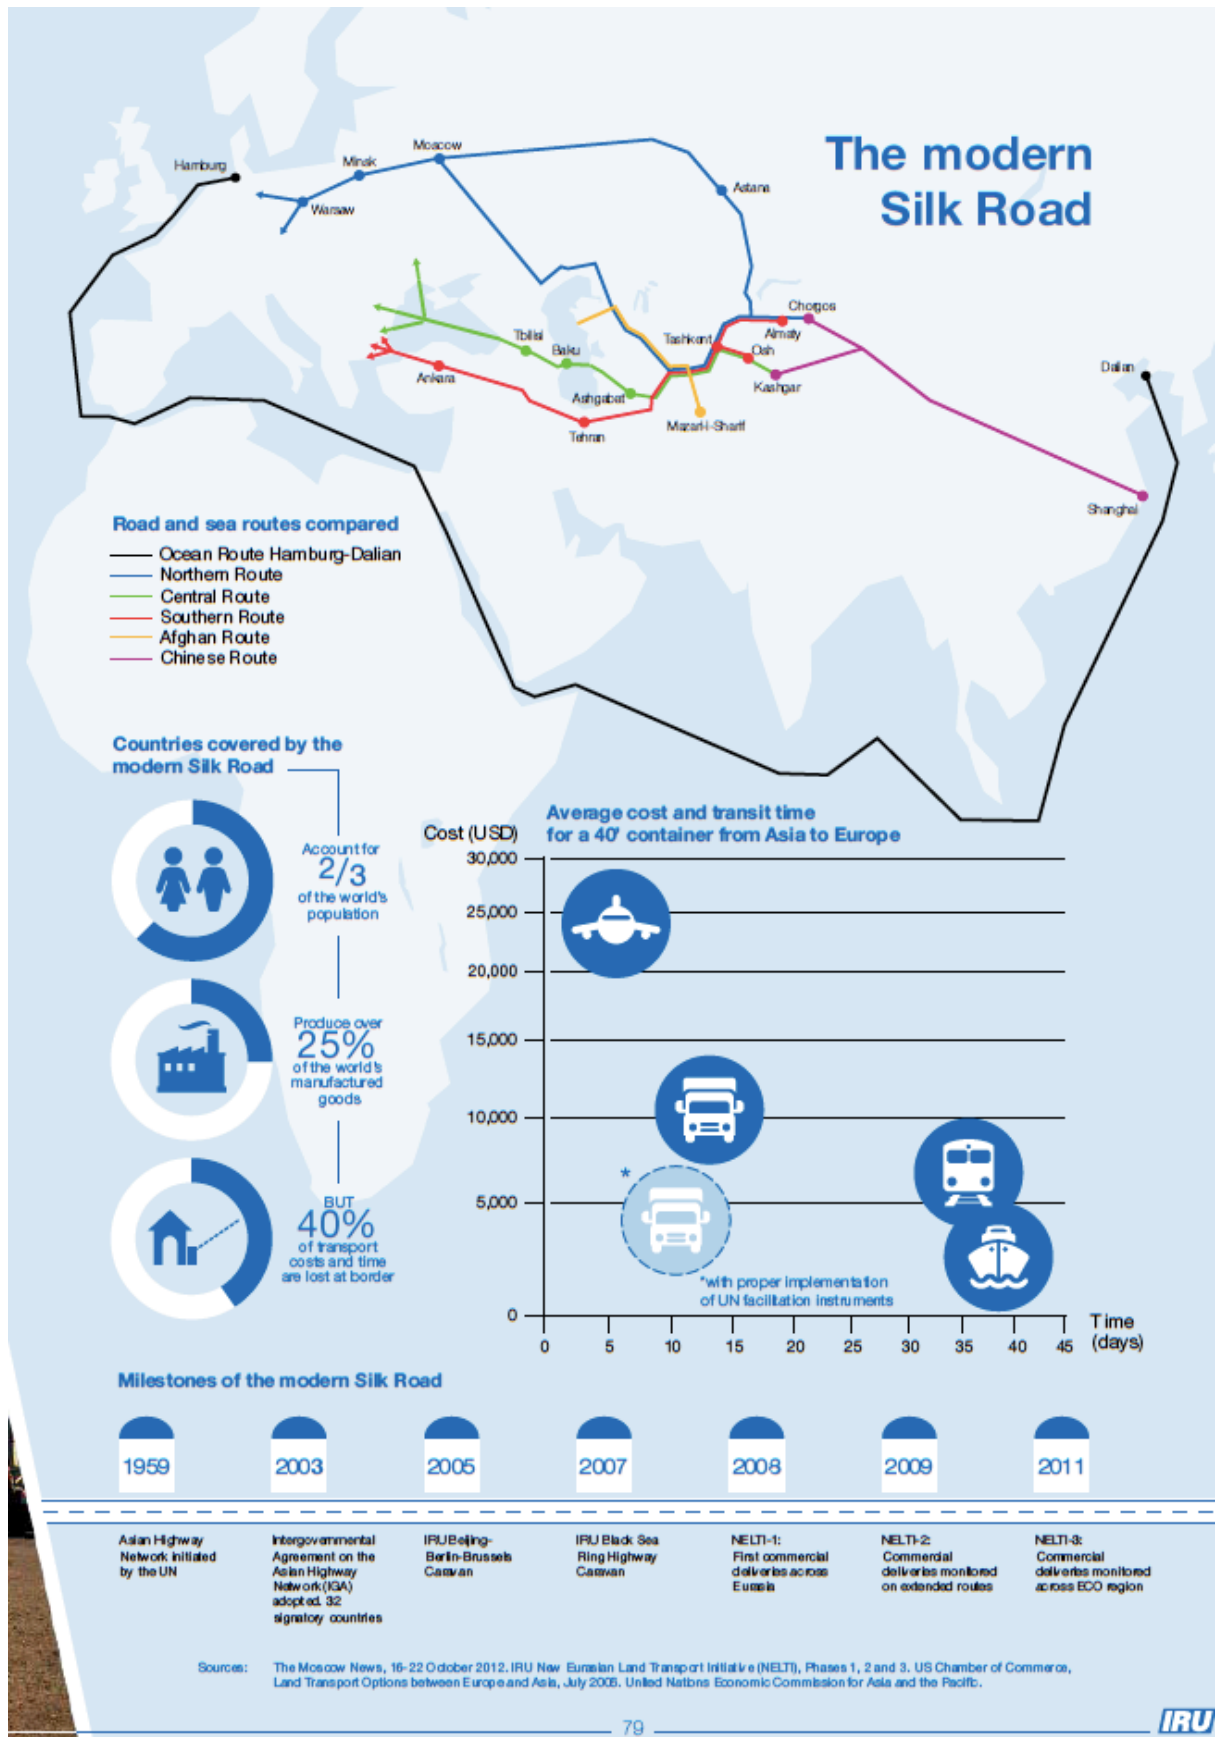 The modern
Silk Road
Hamburg
Minsk
Moscow
Warsaw
Astana
Chorgos
Tashkent
Almaty
Osh
Kashgar
Tbilisi
Baku
Ankara
Ashgabat
Tehran
Mazari-i-Sharif
Dalian
Shanghai
Road and sea routes compared
Ocean Route Hamburg-Dalian
Northern Route
Central Route
Southern Route
Afghan Route
Chinese Route
Countries covered by the
modern Silk Road
Account for
2/3
of the world's
population
Produce over
25%
of the world's
manufactured
goods
BUT
40%
of transport
costs and time
are lost at border
Average cost and transit time
for a 40' container from Asia to Europe
Cost (USD)
30,000
25,000
20,000
15,000
10,000
5,000
0
*
*with proper implementation
of UN facilitation instruments
0 5 10 15 20 25 30 35 40 45
Time
(days)
Milestones of the modern Silk Road
1959
2003
2005
2007
2008
2009
2011
Asian Highway
Network initiated
by the UN
Intergovernmental
Agreement on the
Asian Highway
Network (IGA)
adopted. 32
signatory countries
IRU Beijing-
Berlin-Brussels
Caravan
IRU Black Sea
Ring Highway
Caravan
NELTI-1:
First commercial
deliveries across
Eurasia
NELTI-2:
Commercial
deliveries monitored
on extended routes
NELTI-3:
Commercial
deliveries monitored
across ECO region
Sources: The Moscow News, 16-22 October 2012. IRU New Eurasian Land Transport Initiative (NELTI), Phases 1, 2 and 3. US Chamber of Commerce,
Land Transport Options between Europe and Asia, July 2006. United Nations Economic Commission for Asia and the Pacific.
79
IRU